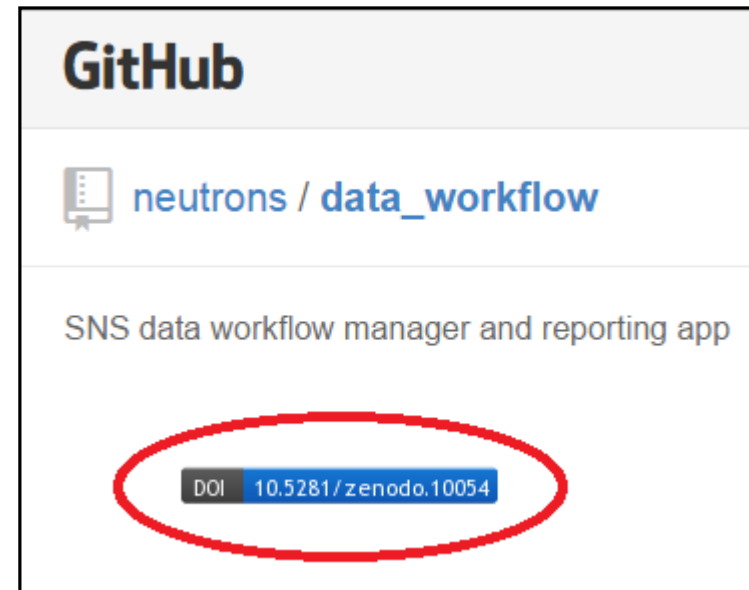 GitHub
neutrons / data_workflow
SNS data workflow manager and reporting app
DOI 10.5281/zenodo.10054